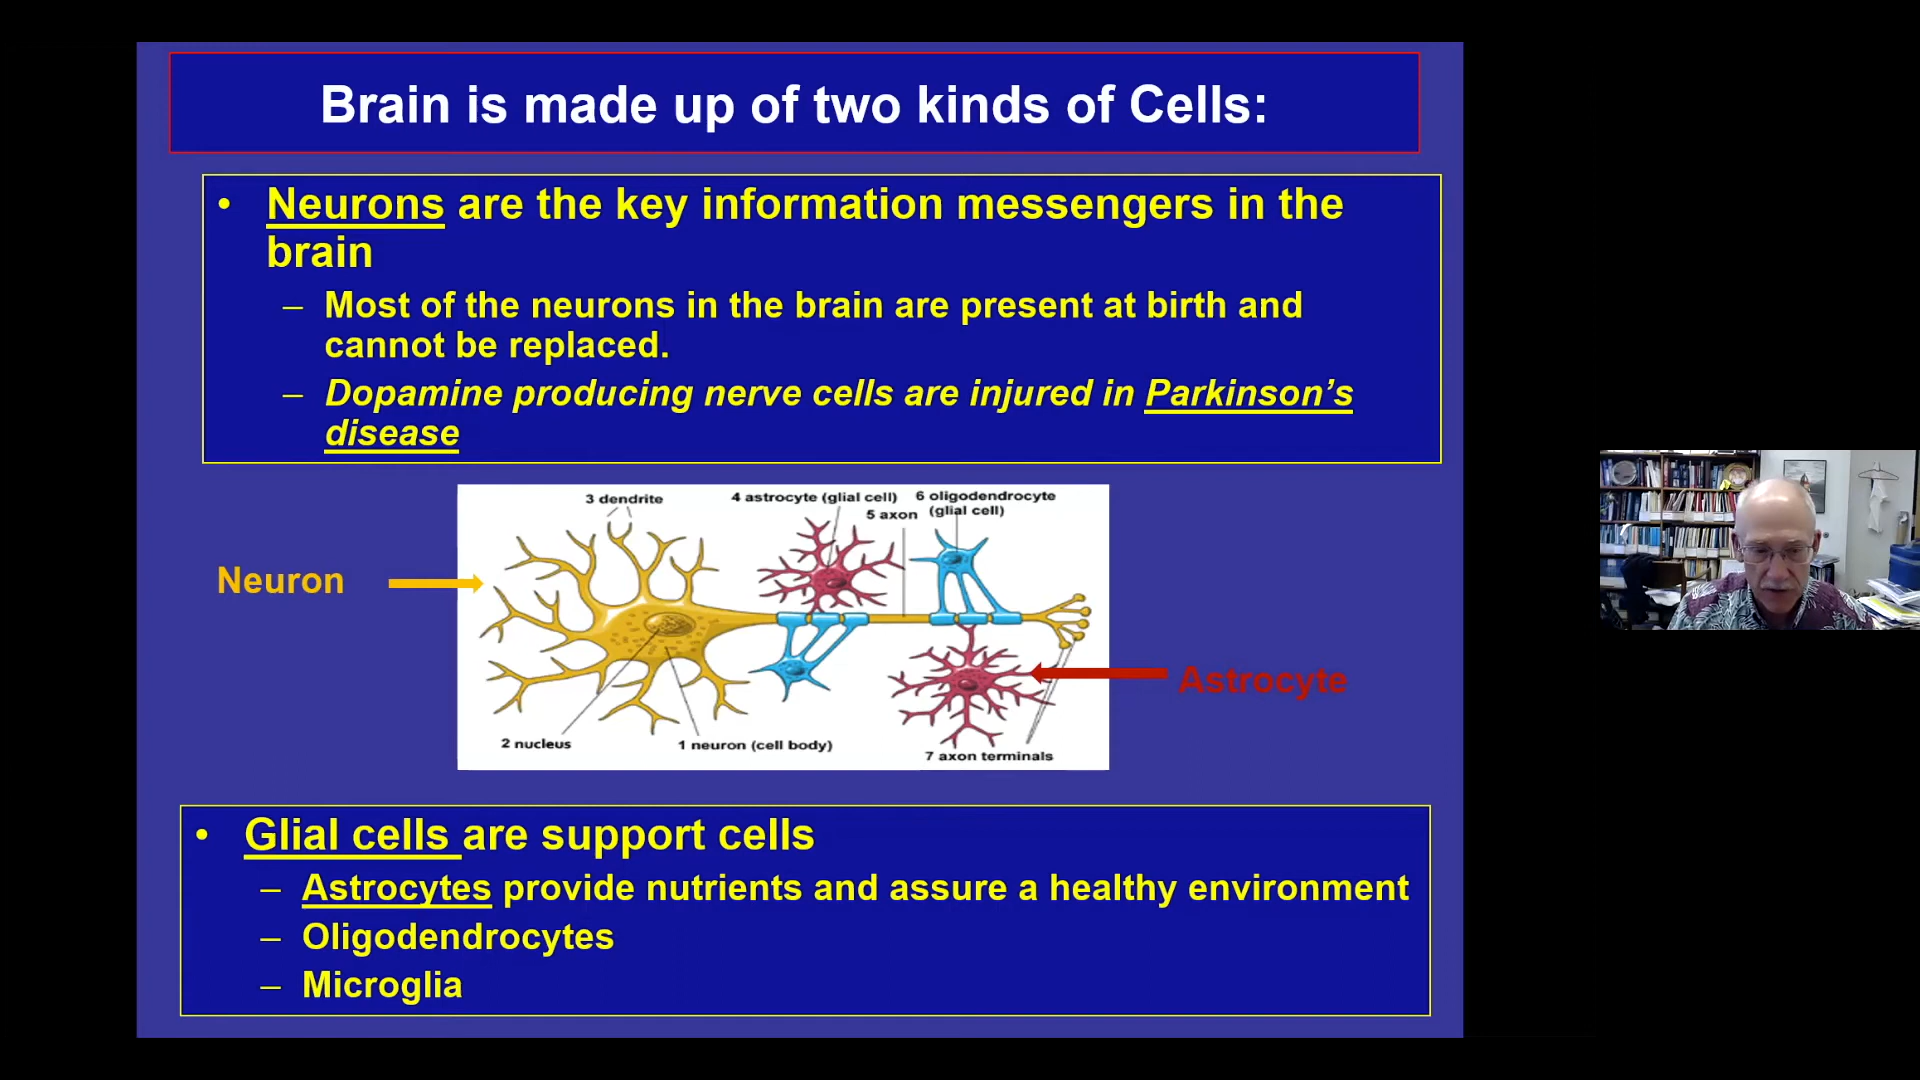 Brain is made up of two kinds of Cells:
• Neurons are the key information messengers in the
brain
– Most of the neurons in the brain are present at birth and
cannot be replaced.
– Dopamine producing nerve cells are injured in Parkinson’s
disease
3 dendrite
4 astrocyte (glial cell)
6 oligodendrocyte
(glial cell)
5 axon
Neuron
Astrocyte
2 nucleus
1 neuron (cell body)
7 axon terminals
• Glial cells are support cells
– Astrocytes provide nutrients and assure a healthy environment
– Oligodendrocytes
– Microglia